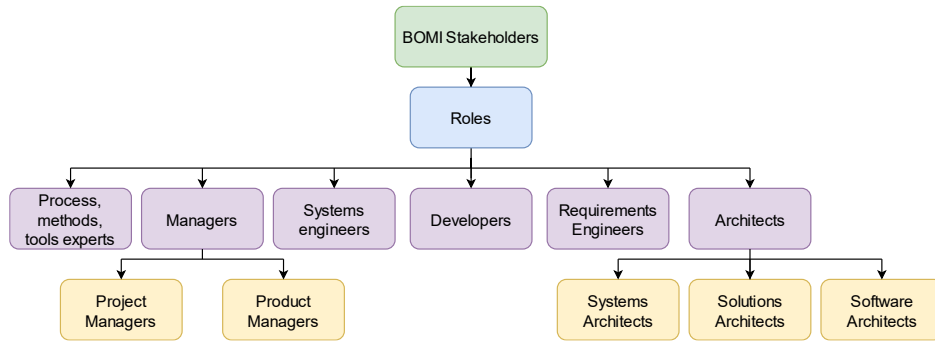 BOMI Stakeholders
Roles
Process,
methods,
tools experts
Managers
Systems
engineers
Developers
Requirements
Engineers
Architects
Project
Managers
Product
Managers
Systems
Architects
Solutions
Architects
Software
Architects